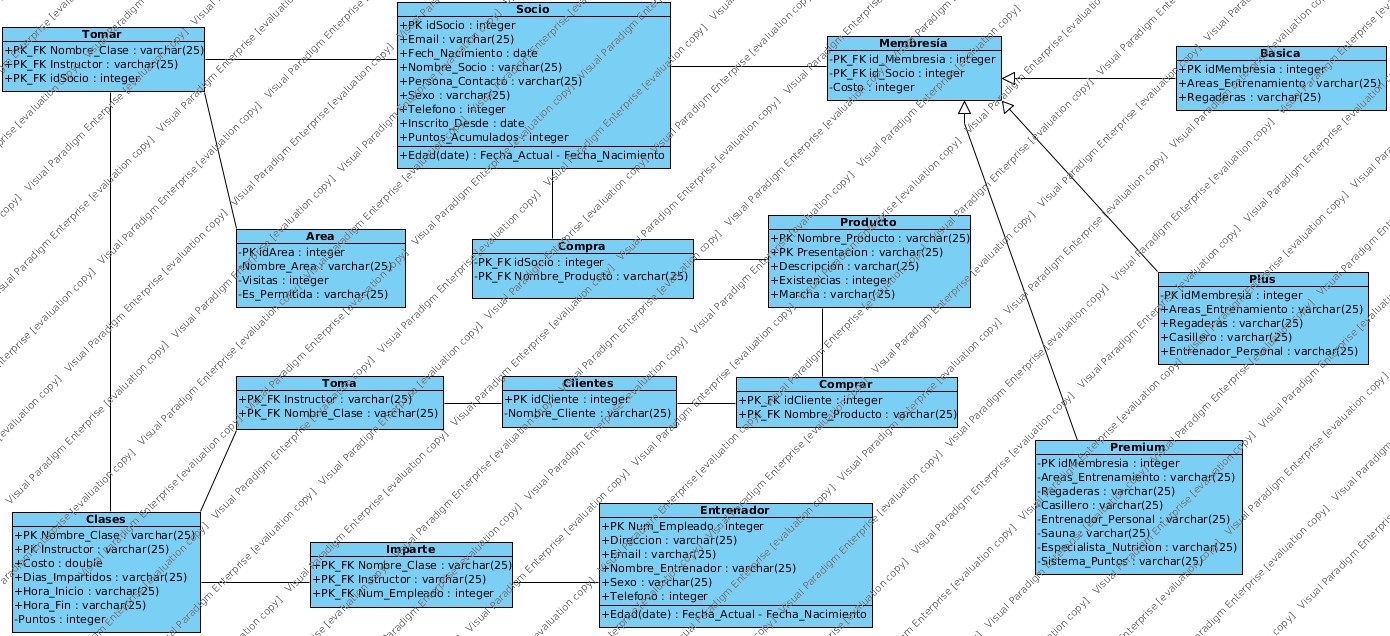 Tomar
+PK_FK Nombre_Clase : varchar(25)
+PK_FK Instructor : varchar(25)
+PK_FK idSocio : integer
Socio
+PK idSocio : integer
+Email : varchar(25)
+Fech_Nacimiento : date
+Nombre_Socio : varchar(25)
+Persona_Contacto : varchar(25)
+Sexo : varchar(25)
+Telefono : integer
+Inscrito_Desde : date
+Puntos_Acumulados : integer
+Edad(date) : Fecha_Actual - Fecha_Nacimiento
Membresía
-PK_FK id_Membresia : integer
-PK_FK id_Socio : integer
-Costo : integer
Basica
+PK idMembresia : integer
+Areas_Entrenamiento : varchar(25)
+Regaderas : varchar(25)
Area
-PK idArea : integer
-Nombre_Area : varchar(25)
-Visitas : integer
-Es_Permitida : varchar(25)
Compra
-PK_FK idSocio : integer
-PK_FK Nombre_Producto : varchar(25)
Producto
+PK Nombre_Producto : varchar(25)
+PK Presentacion : varchar(25)
+Descripcion : varchar(25)
+Existencias : integer
+Marcha : varchar(25)
Plus
-PK idMembresia : integer
+Areas_Entrenamiento : varchar(25)
+Regaderas : varchar(25)
+Casillero : varchar(25)
+Entrenador_Personal : varchar(25)
Toma
+PK_FK Instructor : varchar(25)
+PK_FK Nombre_Clase : varchar(25)
Clientes
+PK idCliente : integer
-Nombre_Cliente : varchar(25)
Comprar
+PK_FK idCliente : integer
+PK_FK Nombre_Producto : varchar(25)
Premium
-PK idMembresia : integer
-Areas_Entrenamiento : varchar(25)
-Regaderas : varchar(25)
-Casillero : varchar(25)
-Entrenador_Personal : varchar(25)
-Sauna : varchar(25)
-Especialista_Nutricion : varchar(25)
-Sistema_Puntos : varchar(25)
Clases
+PK Nombre_Clase : varchar(25)
+PK Instructor : varchar(25)
+Costo : double
+Dias_Impartidos : varchar(25)
+Hora_Inicio : varchar(25)
+Hora_Fin : varchar(25)
-Puntos : integer
Imparte
+PK_FK Nombre_Clase : varchar(25)
+PK_FK Instructor : varchar(25)
+PK_FK Num_Empleado : integer
Entrenador
+PK Num_Empleado : integer
+Direccion : varchar(25)
+Email : varchar(25)
+Nombre_Entrenador : varchar(25)
+Sexo : varchar(25)
+Telefono : integer
+Edad(date) : Fecha_Actual - Fecha_Nacimiento
Visual Paradigm Enterprise [evaluation copy]